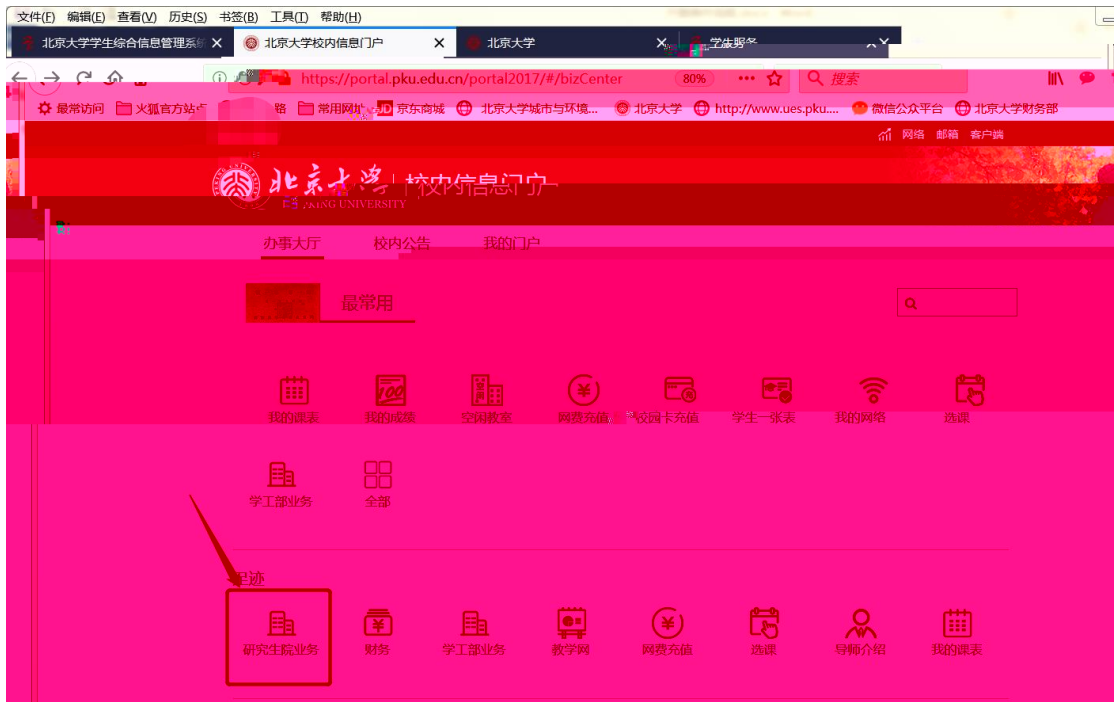 文件(F) 编辑(E) 查看(V) 历史(S) 书签(B) 工具(T) 帮助(H)
北京大学学生综合信息管理系统 北京大学校内信息门户 北京大学
https://portal.pku.edu.cn/portal2017/#/bizCenter 80% 搜索
最常访问 火狐官方站点 常用网址 JD 京东商城 北京大学城市与环境... 北京大学 http://www.ues.pku.... 微信公众平台 北京大学财务部
网络 邮箱 客户端
北京大学 校内信息门户
UNIVERSITY
办事大厅 校内公告 我的门户
最常用
我的课表 我的成绩 空闲教室 网费充值 校园卡充值 学生一张表 我的网络 选课
学工部业务 全部
足迹
研究生院业务 财务 学工部业务 教学网 网费充值 选课 导师介绍 我的课表